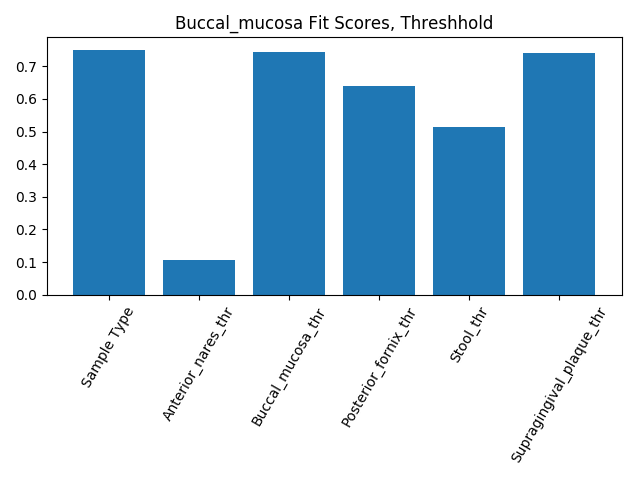 Buccal_mucosa Fit Scores, Threshhold
0.7
0.6
0.5
0.4
0.3
0.2
0.1
0.0
Sample Type
Anterior_nares_thr
Buccal_mucosa_thr
Posterior_fornix_thr
Stool_thr
Supragingival_plaque_thr